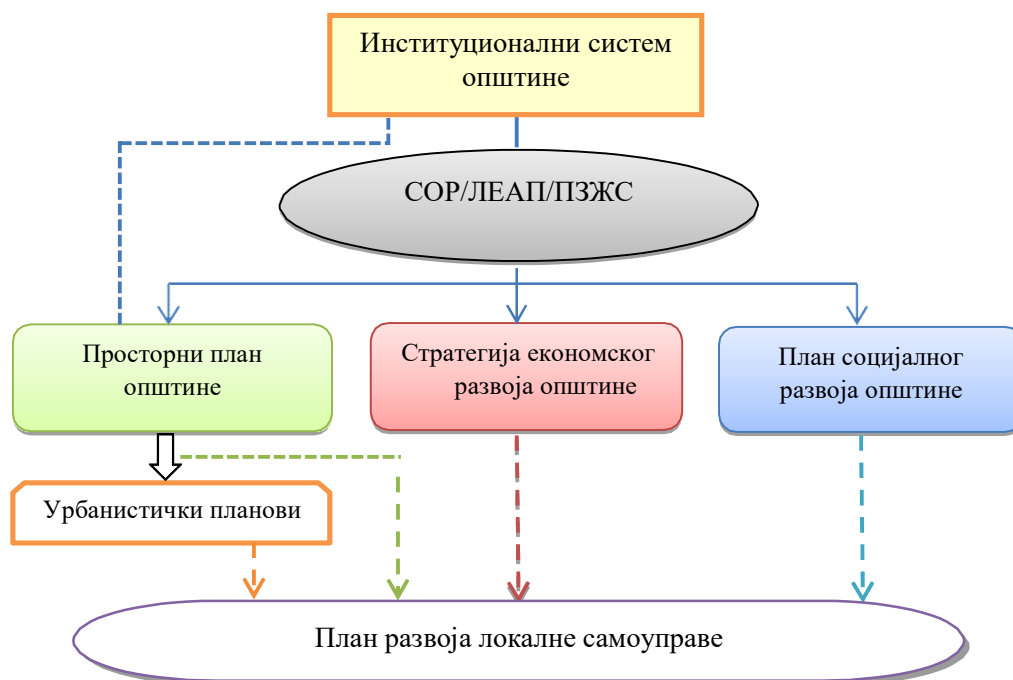 Институционални систем
општине
СОР/ЛЕАП/ПЗЖС
Просторни план
општине
Стратегија економског
развоја општине
План социјалног
развоја општине
Урбанистички планови
План развоја локалне самоуправе